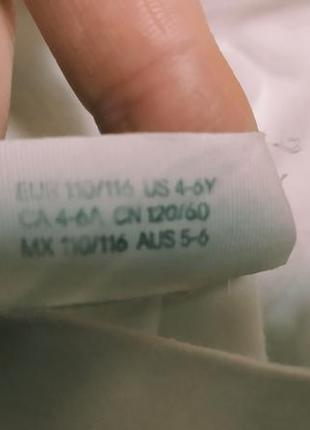 EUR 110/116 US 4-6Y
CA 4-6A CN 120/60
MX 110/116 AUS 5-6